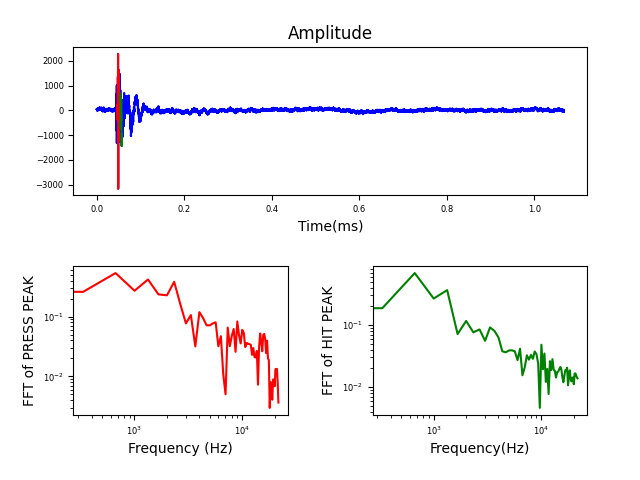 Amplitude
2000
1000
0
−1000
−2000
−3000
0.0 0.2 0.4 0.6 0.8 1.0
Time(ms)
FFT of PRESS PEAK
10⁻¹
10⁻²
10³ 10⁴
Frequency (Hz)
FFT of HIT PEAK
10⁻¹
10⁻²
10³ 10⁴
Frequency(Hz)